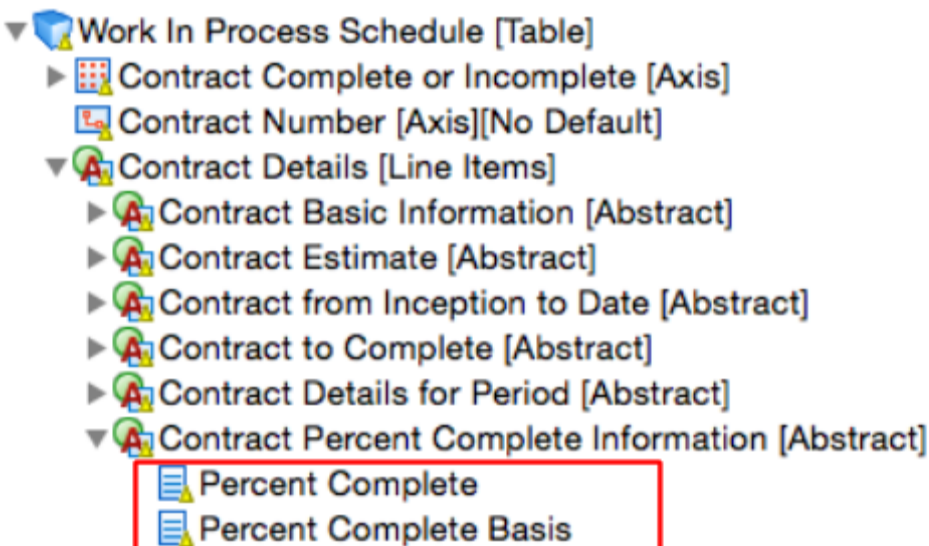 Work In Process Schedule [Table]
Contract Complete or Incomplete [Axis]
Contract Number [Axis][No Default]
Contract Details [Line Items]
Contract Basic Information [Abstract]
Contract Estimate [Abstract]
Contract from Inception to Date [Abstract]
Contract to Complete [Abstract]
Contract Details for Period [Abstract]
Contract Percent Complete Information [Abstract]
Percent Complete
Percent Complete Basis